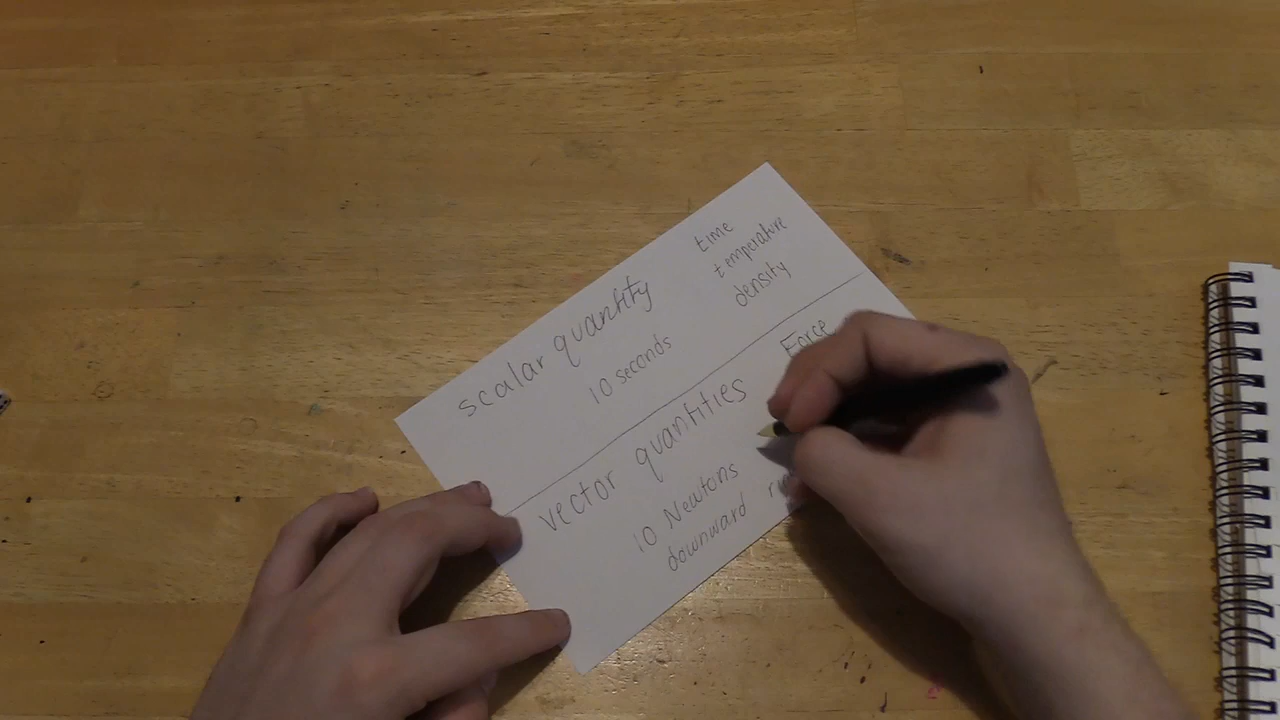 scalar quantity
10 seconds
time
temperature
density
vector quantities
10 Newtons
downward
Force